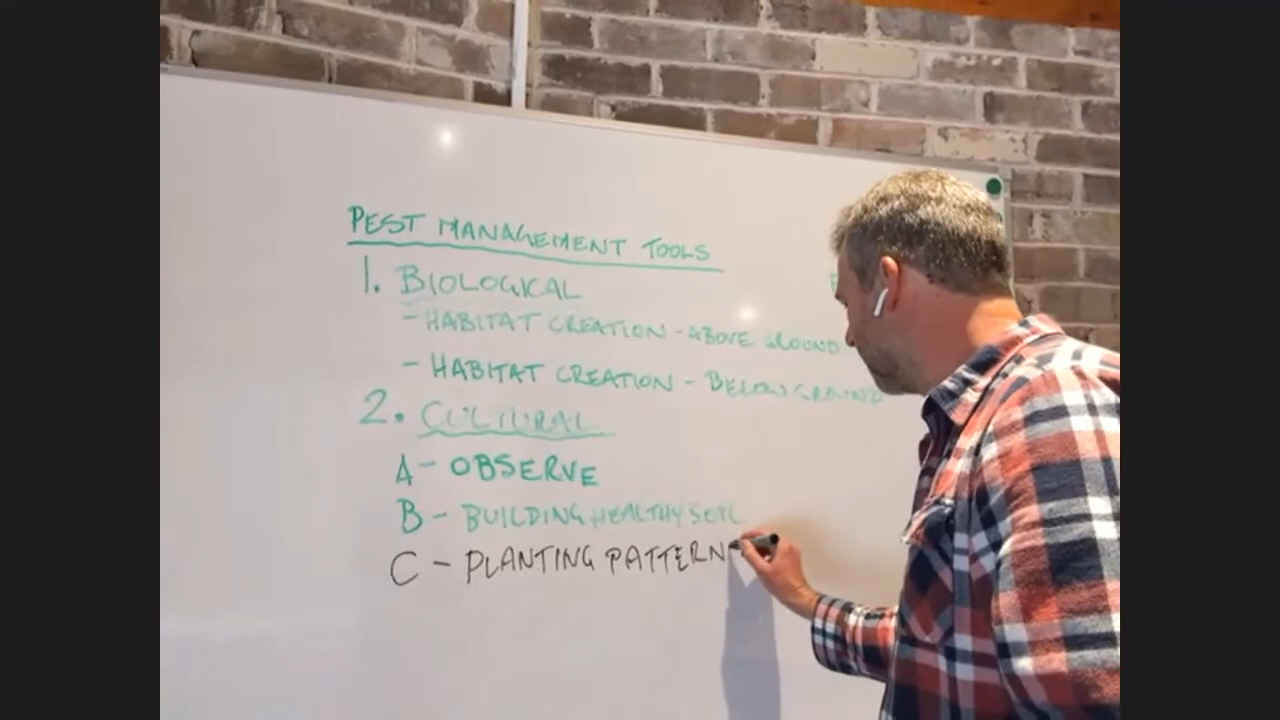 PEST MANAGEMENT TOOLS
1. BIOLOGICAL
- HABITAT CREATION - ABOVE GROUND
- HABITAT CREATION - BELOW GROUND
2. CULTURAL
A - OBSERVE
B - BUILDING HEALTHY SOIL
C - PLANTING PATTERN